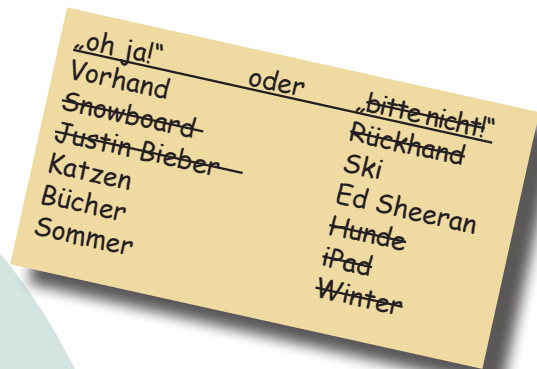 „oh ja!“ oder „bitte nicht!“
Vorhand Rückhand
Snowboard Ski
Justin Bieber Ed Sheeran
Katzen Hunde
Bücher iPad
Sommer Winter